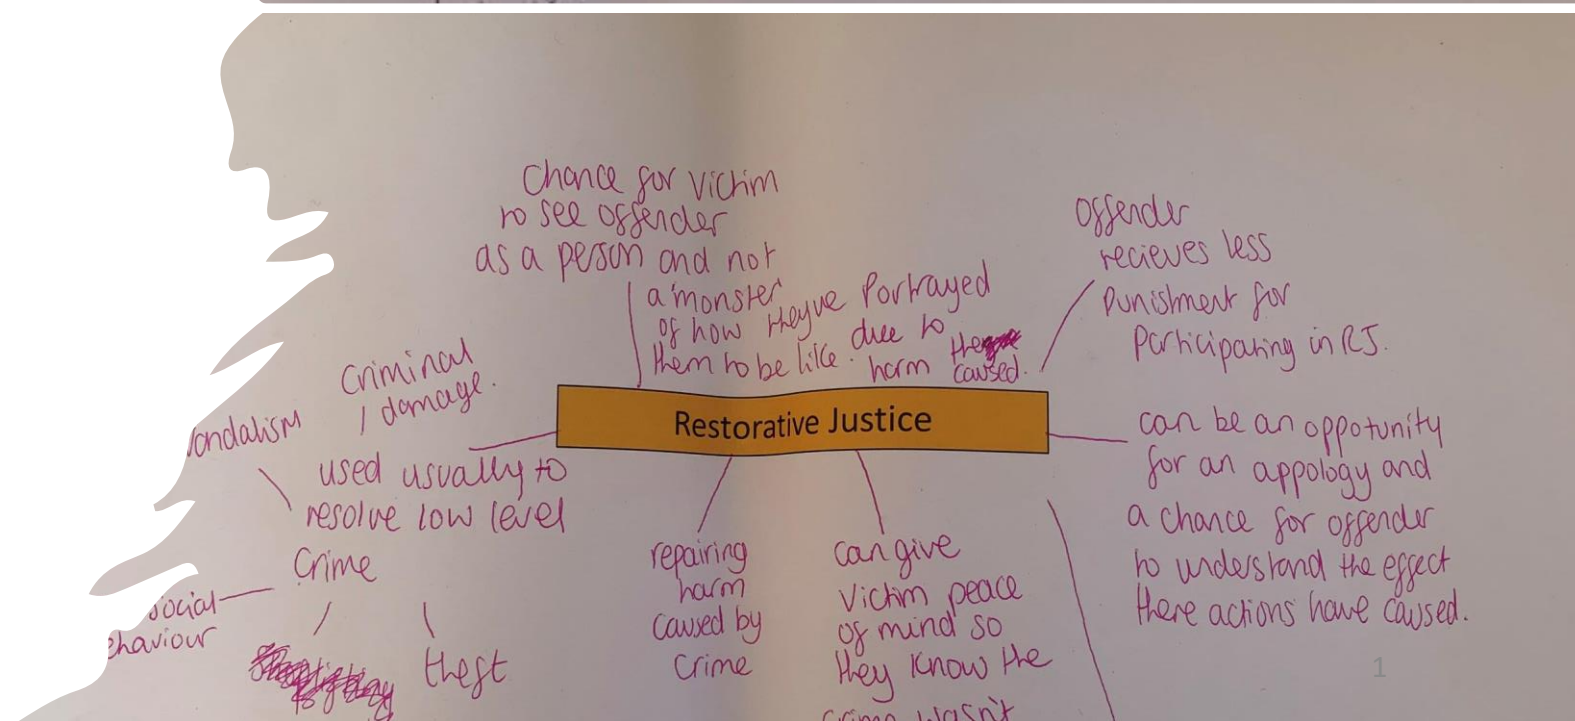 Chance for victim
to see offender
as a person and not
a monster
of how theyve Portrayed
them to be like. due to
harm caused.
offender
recieves less
Punishment for
Participating in RJ.
Criminal
damage.
Restorative Justice
used usually to
resolve low level
Crime
theft
repairing
harm
caused by
Crime
can give
victim peace
of mind so
they know the
wasn't
can be an oppotunity
for an appology and
a chance for offender
to understand the effect
there actions have caused.
1